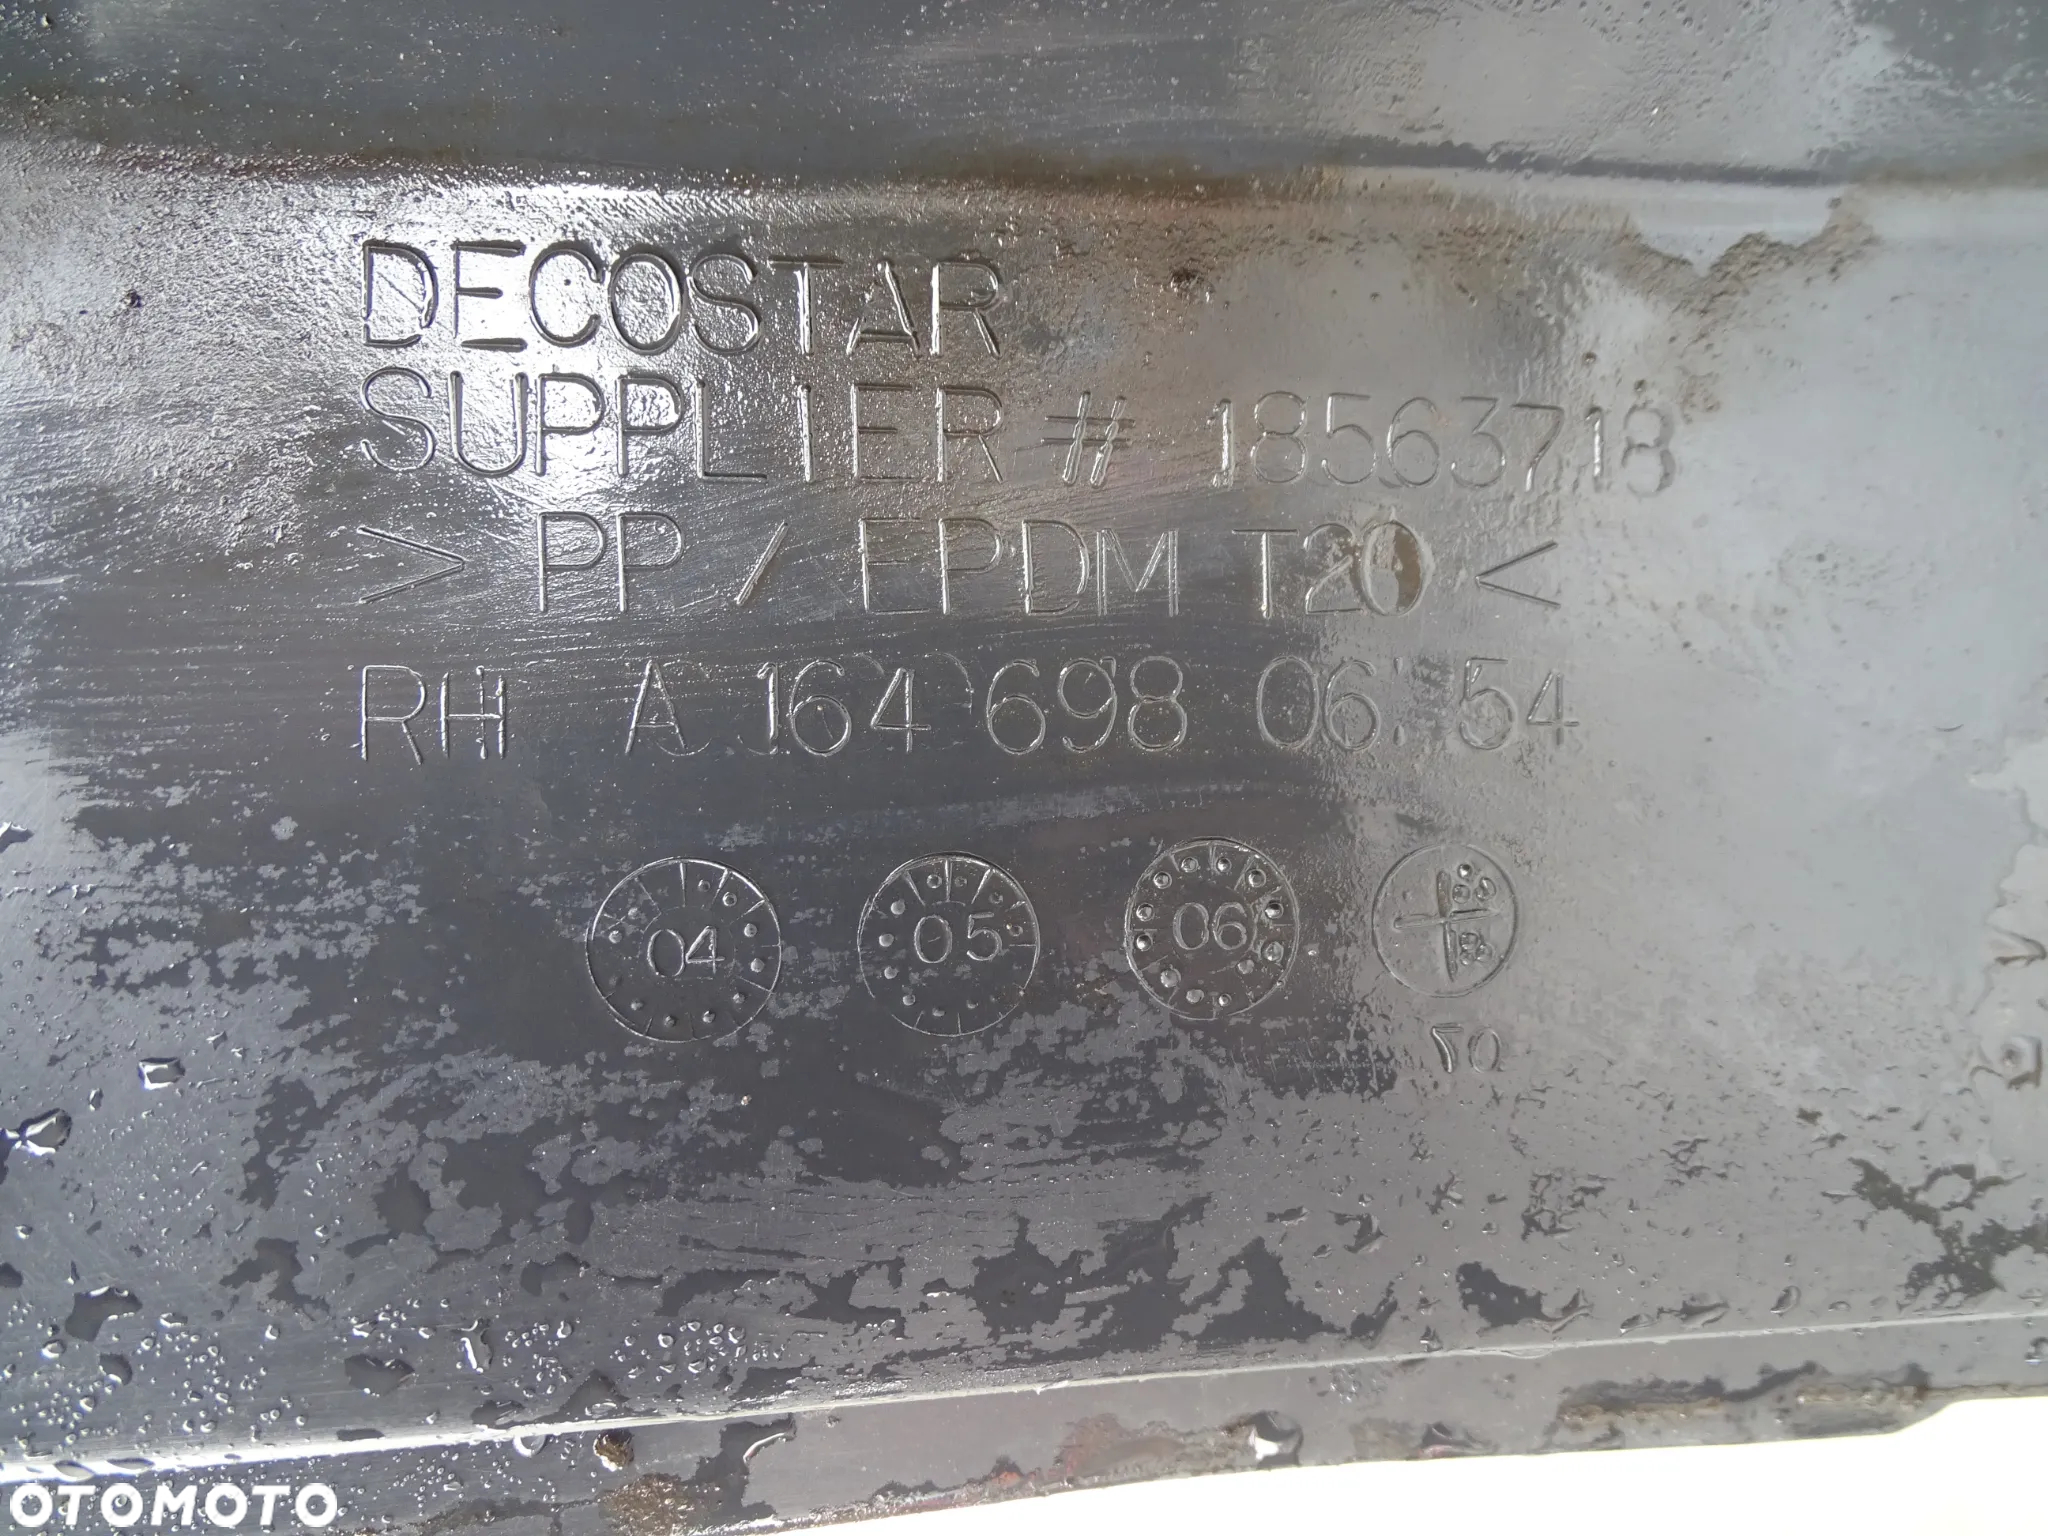 DECOSTAR
SUPPLIER # 18563718
> PP / EPDM T20 <
RH A 164 698 06 54
04 05 06
OTOMOTO